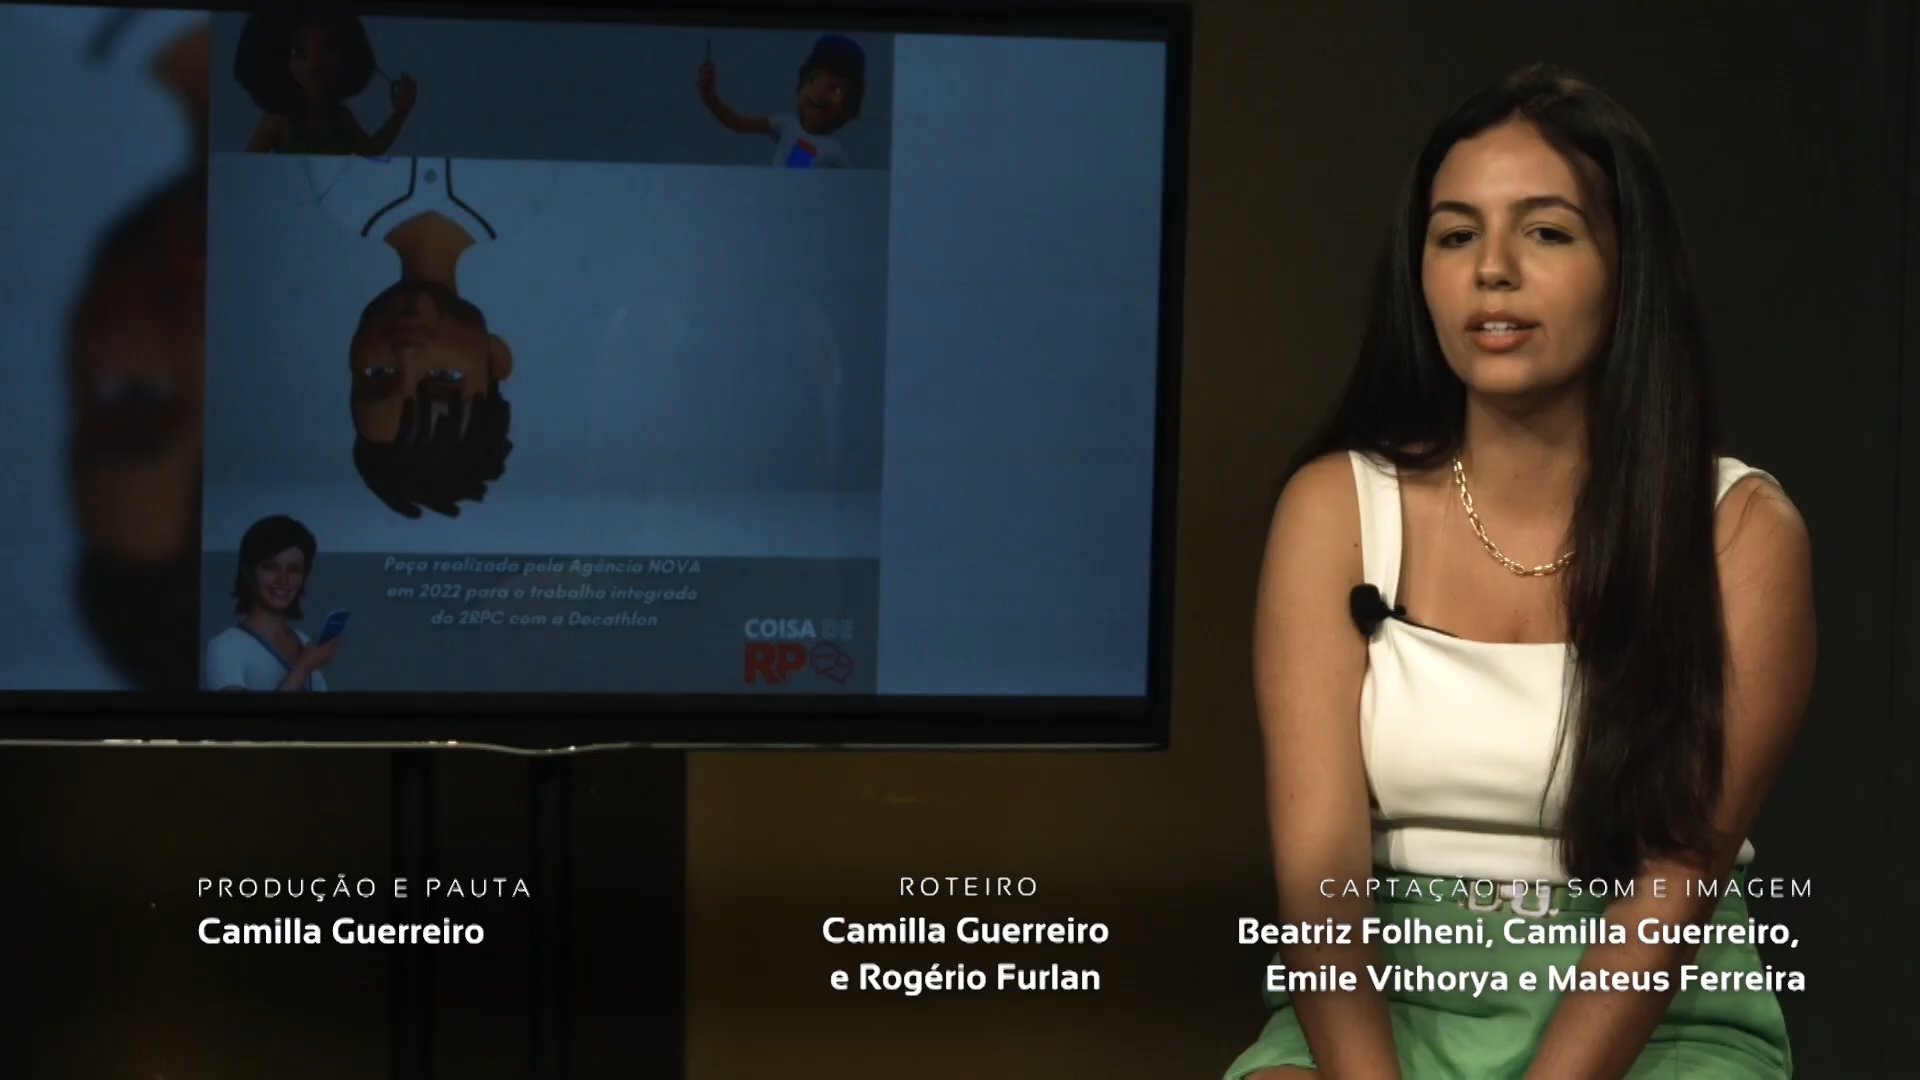 Peça realizada pela Agência NOVA
em 2022 para o trabalho integrado
do 2RPC com a Decathlon
COISA DE
RP
PRODUÇÃO E PAUTA
Camilla Guerreiro
ROTEIRO
Camilla Guerreiro
e Rogério Furlan
CAPTAÇÃO DE SOM E IMAGEM
Beatriz Folheni, Camilla Guerreiro,
Emile Vithorya e Mateus Ferreira